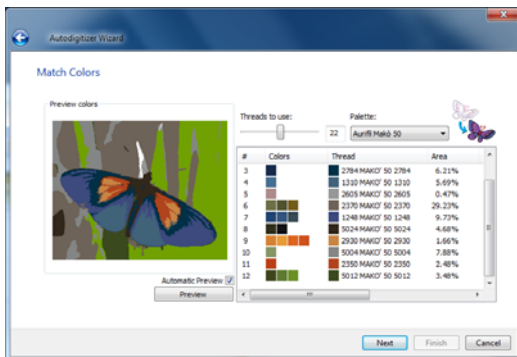 Autodigitizer Wizard
Match Colors
Preview colors
Threads to use:
22
Palette:
Aurifil Makò 50
# Colors Thread Area
3 2784 MAKO' 50 2784 6.21%
4 1310 MAKO' 50 1310 5.69%
5 2605 MAKO' 50 2605 0.47%
6 2370 MAKO' 50 2370 29.23%
7 1248 MAKO' 50 1248 9.73%
8 5024 MAKO' 50 5024 4.68%
9 2930 MAKO' 50 2930 1.66%
10 5004 MAKO' 50 5004 7.88%
11 2350 MAKO' 50 2350 2.48%
12 5012 MAKO' 50 5012 3.48%
Automatic Preview
Preview
Next
Finish
Cancel